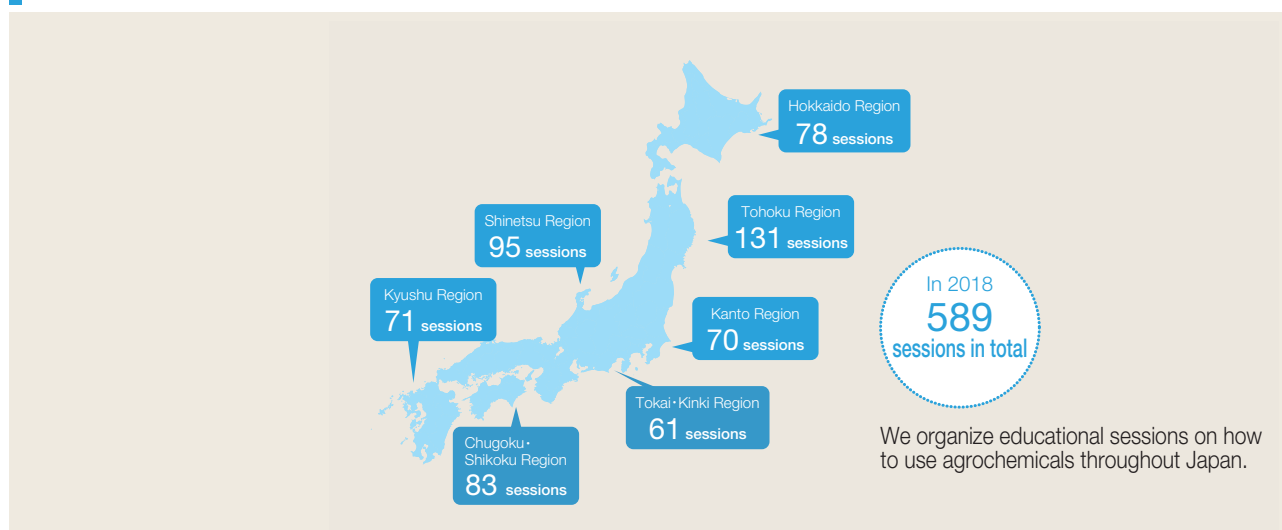 Hokkaido Region
78 sessions
Tohoku Region
131 sessions
Shinetsu Region
95 sessions
Kyushu Region
71 sessions
Kanto Region
70 sessions
Tokai・Kinki Region
61 sessions
Chugoku・
Shikoku Region
83 sessions
In 2018
589
sessions in total
We organize educational sessions on how
to use agrochemicals throughout Japan.